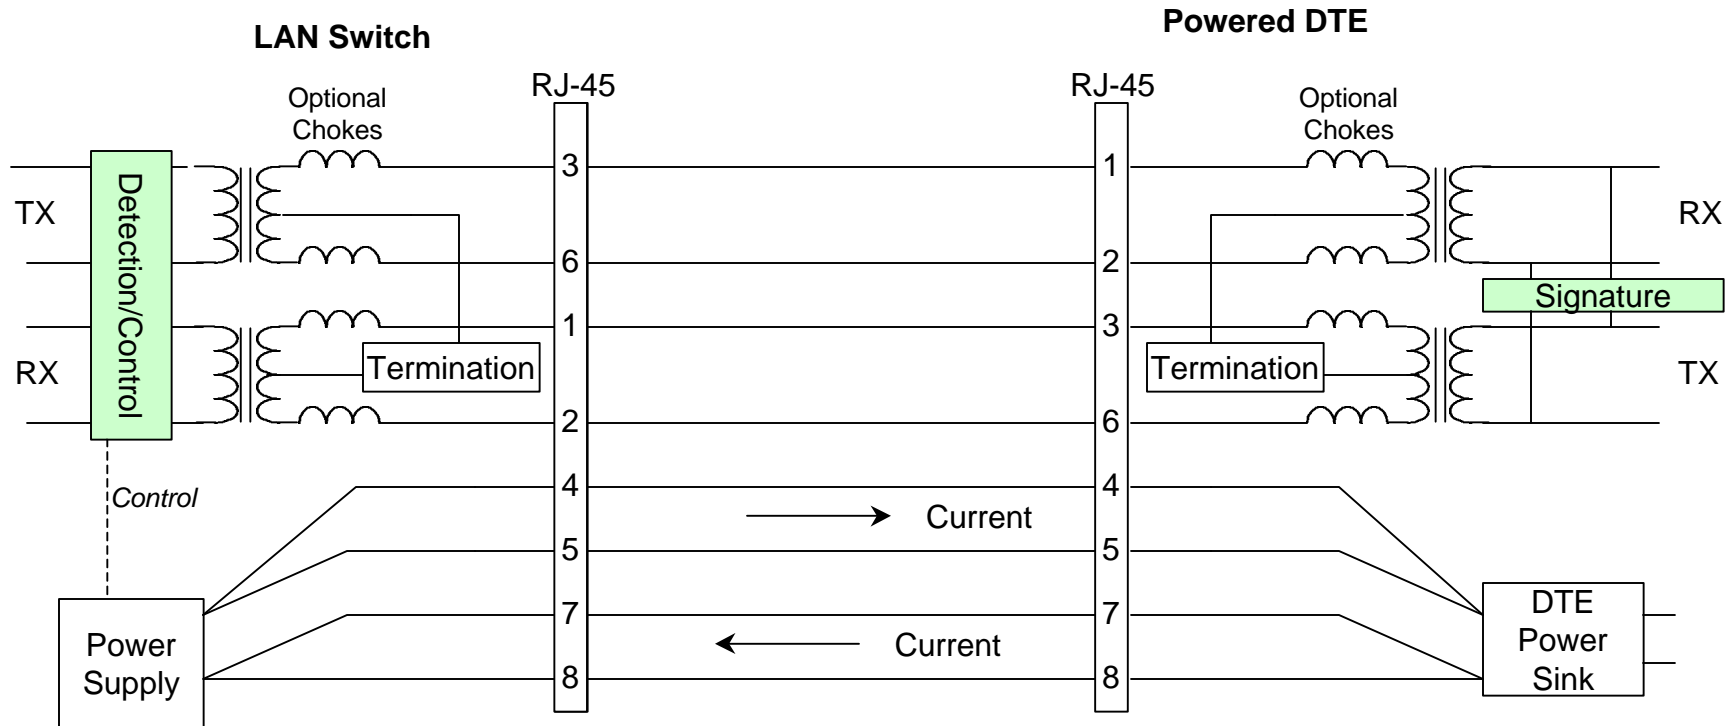 LAN Switch
Powered DTE
RJ-45
RJ-45
Optional
Chokes
Optional
Chokes
TX
RX
Detection/Control
3
6
1
2
4
5
7
8
1
2
3
6
4
5
7
8
Termination
Termination
RX
Signature
TX
Control
Current
Current
Power
Supply
DTE
Power
Sink